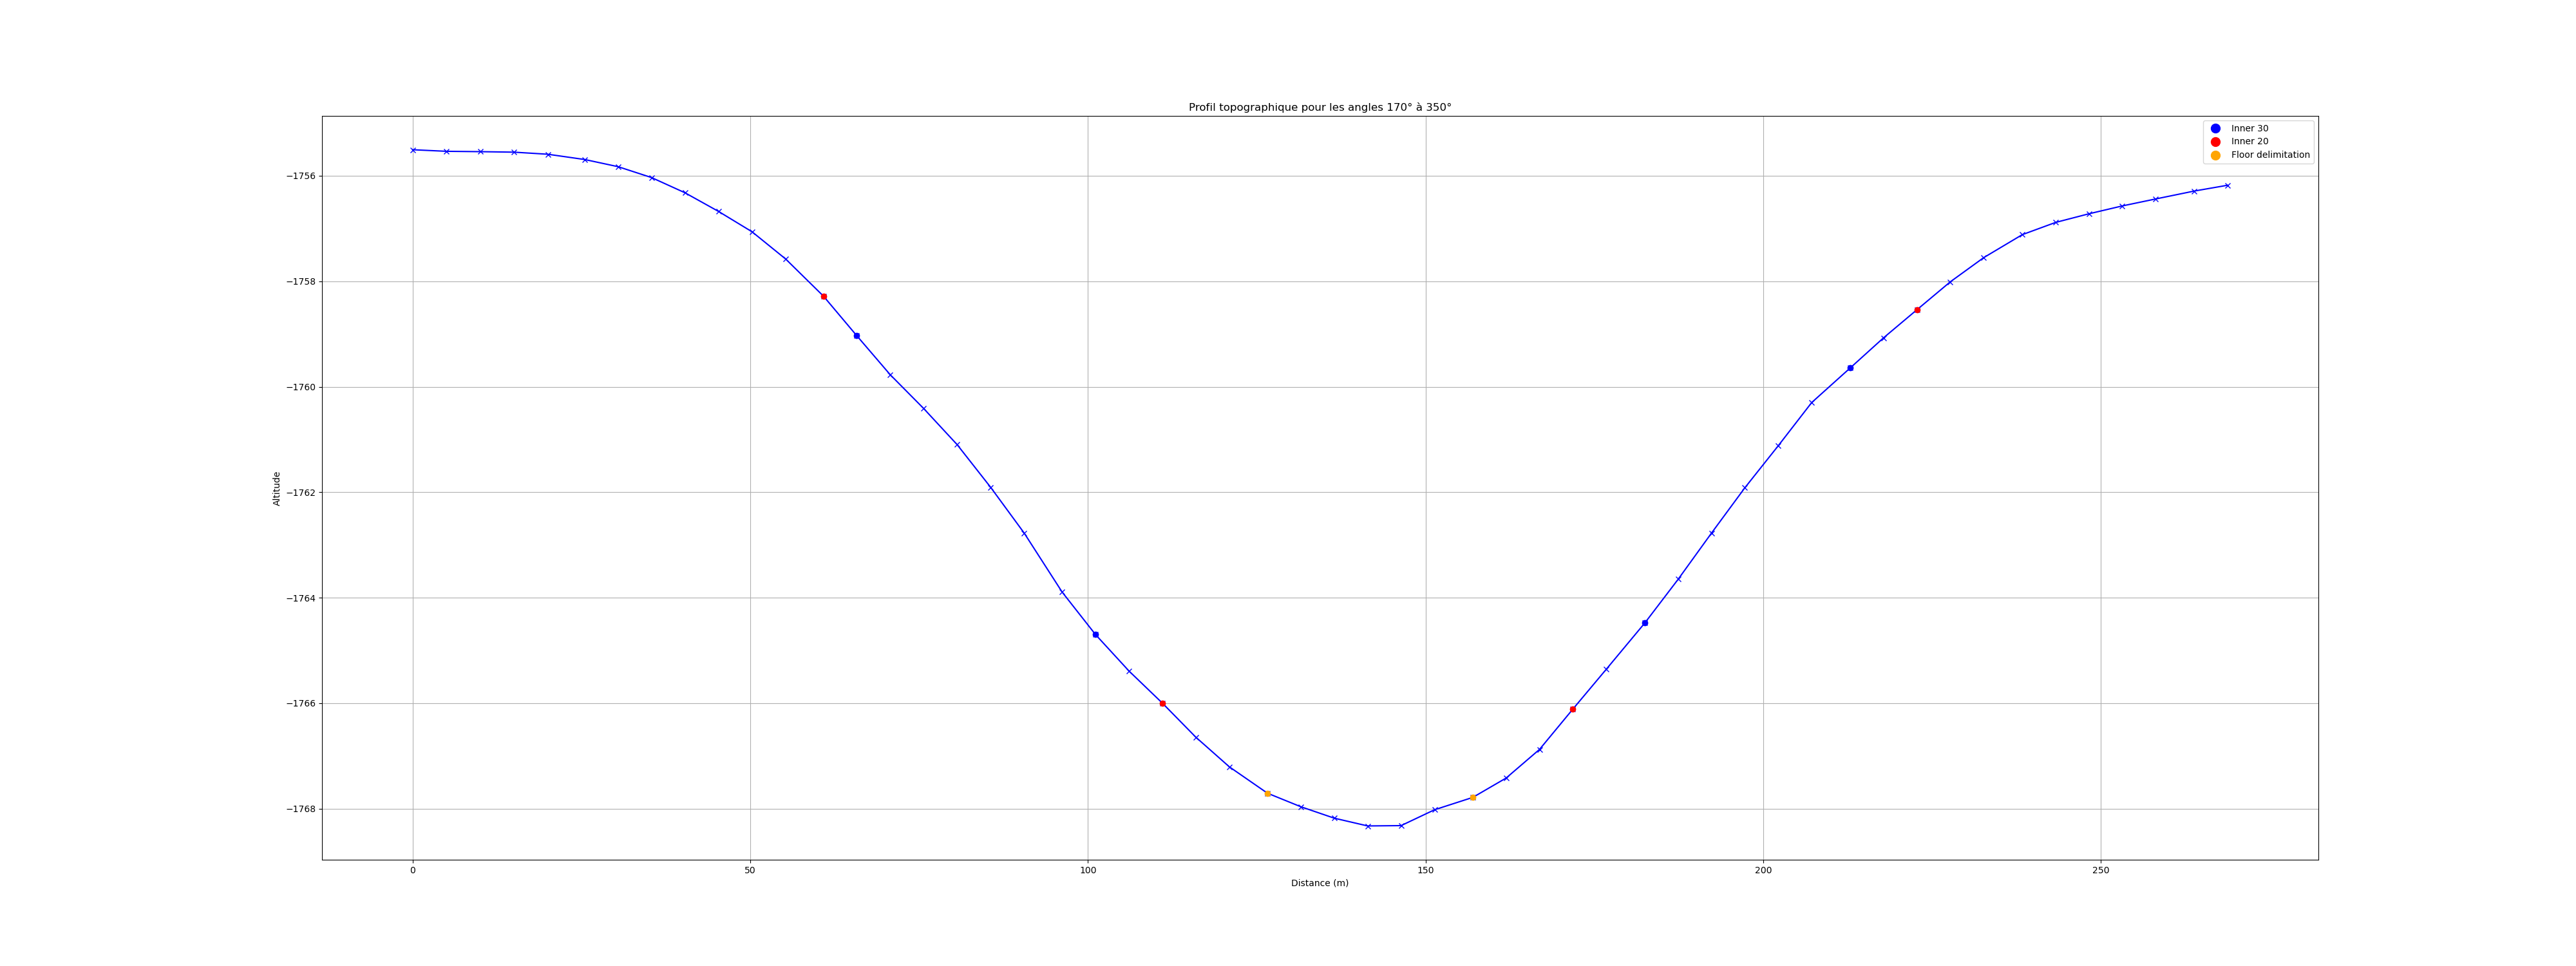 Profil topographique pour les angles 170° à 350°
Inner 30
Inner 20
Floor delimitation
Altitude
−1756
−1758
−1760
−1762
−1764
−1766
−1768
0
50
100
150
200
250
Distance (m)